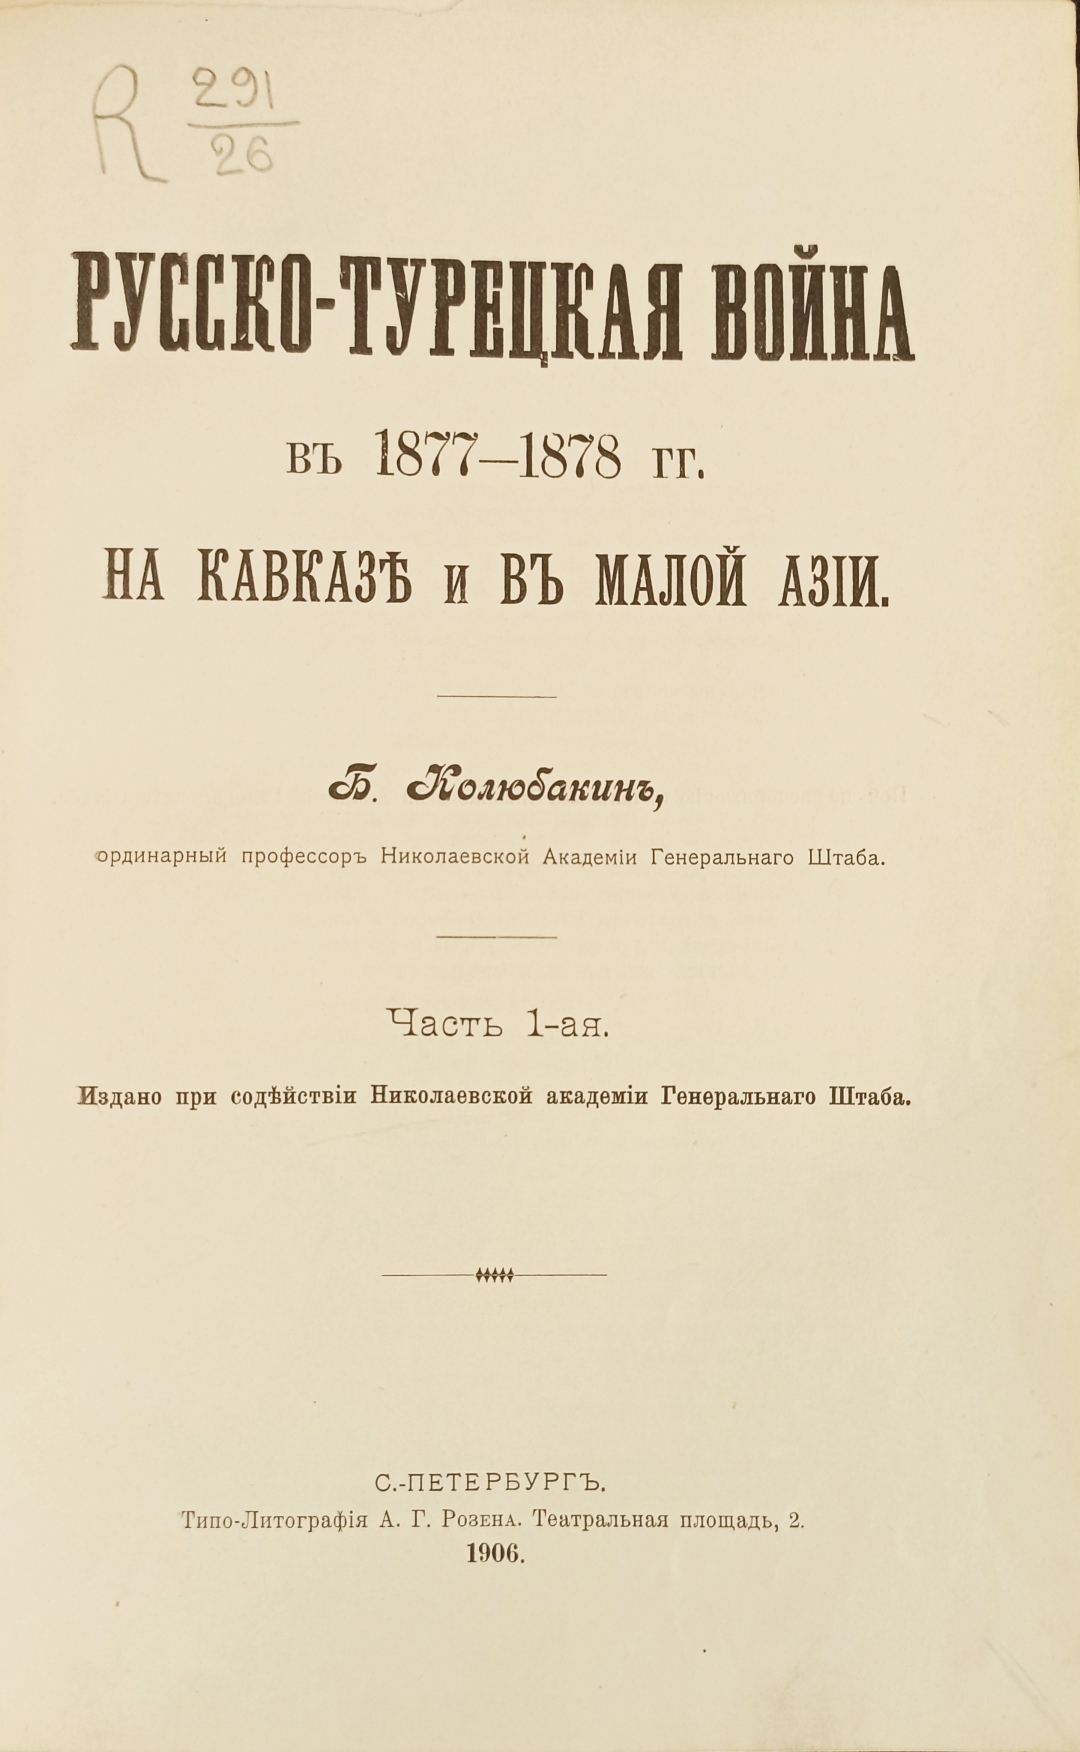 R 291
26
РУССКО-ТУРЕЦКАЯ ВОЙНА
въ 1877—1878 гг.
НА КАВКАЗѢ и ВЪ МАЛОЙ АЗІИ.
Б. Колюбакинъ,
ординарный профессоръ Николаевской Академіи Генеральнаго Штаба.
Часть 1-ая.
Издано при содѣйствіи Николаевской академіи Генеральнаго Штаба.
С.-ПЕТЕРБУРГЪ.
Типо-Литографія А. Г. Розена. Театральная площадь, 2.
1906.